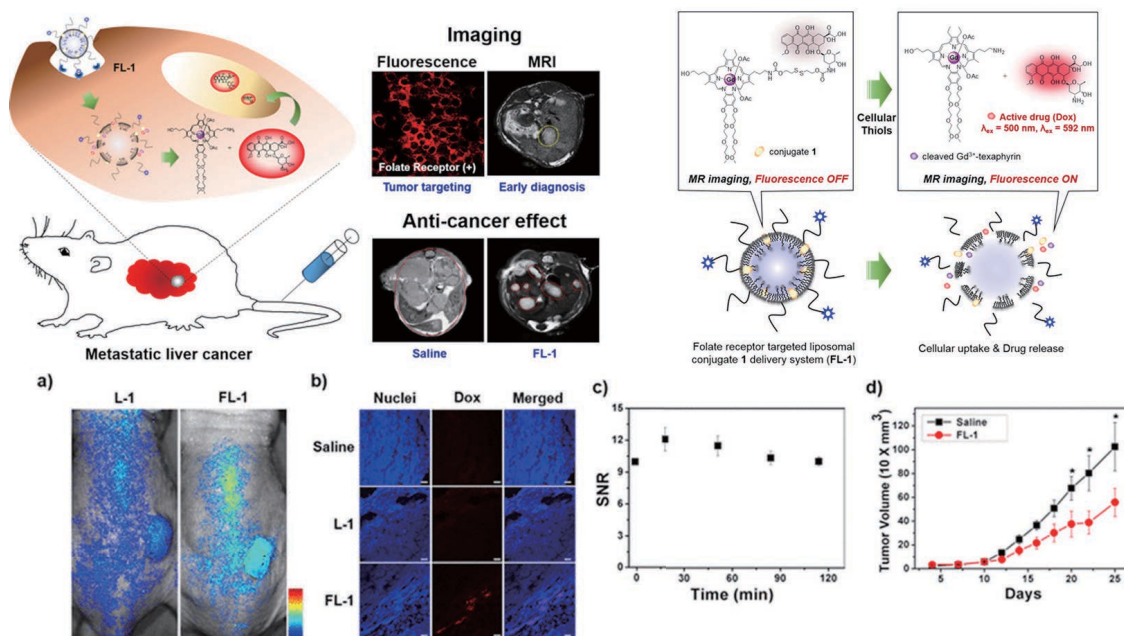 FL-1
Metastatic liver cancer
Imaging
Fluorescence
MRI
Folate Receptor (+)
Tumor targeting
Early diagnosis
Anti-cancer effect
Saline
FL-1
conjugate 1
MR imaging, Fluorescence OFF
Cellular
Thiols
Active drug (Dox)
λex = 500 nm, λex = 592 nm
cleaved Gd3+-texaphyrin
MR imaging, Fluorescence ON
Folate receptor targeted liposomal
conjugate 1 delivery system (FL-1)
Cellular uptake & Drug release
a)
L-1
FL-1
b)
Nuclei
Dox
Merged
Saline
L-1
FL-1
c)
SNR
15
12
9
6
3
0
0
30
60
90
120
Time (min)
d)
Tumor Volume (10 X mm3)
Saline
FL-1
120
100
80
60
40
20
0
*
*
*
5
10
15
20
25
Days